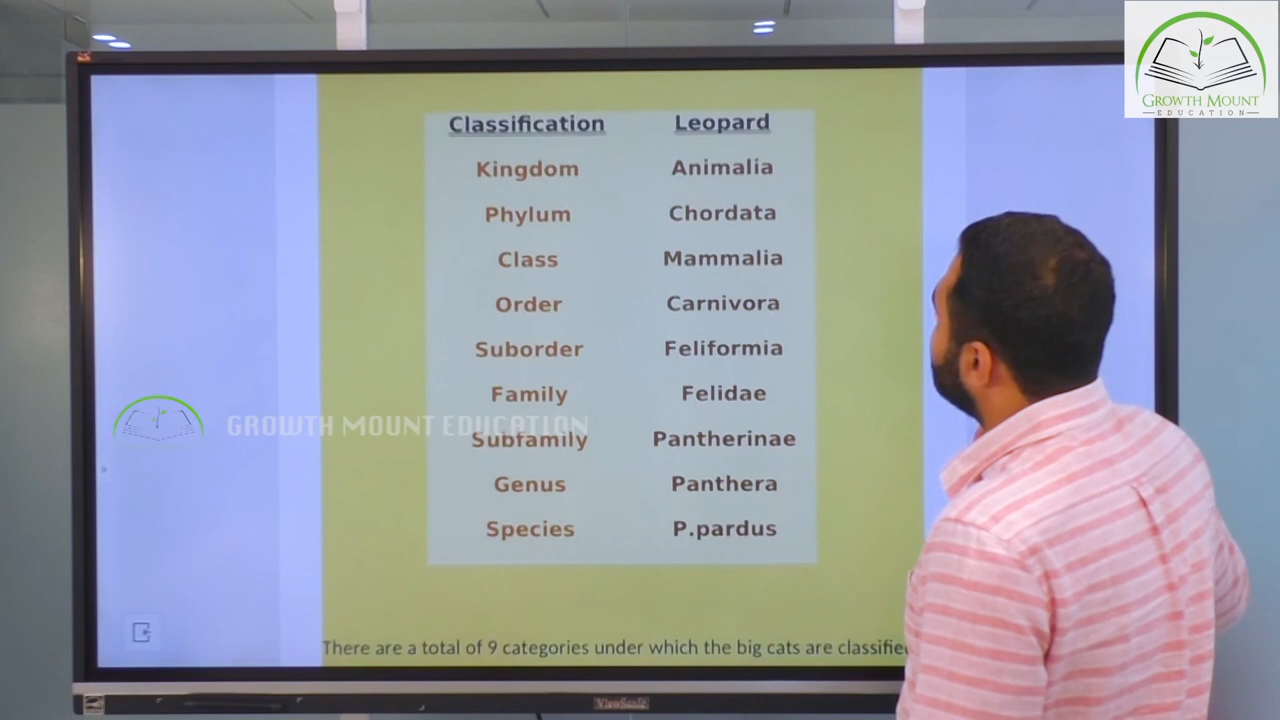 GROWTH MOUNT
EDUCATION
Classification Leopard
Kingdom Animalia
Phylum Chordata
Class Mammalia
Order Carnivora
Suborder Feliformia
Family Felidae
GROWTH MOUNT EDUCATION
Subfamily Pantherinae
Genus Panthera
Species P.pardus
There are a total of 9 categories under which the big cats are classified
ViewSonic